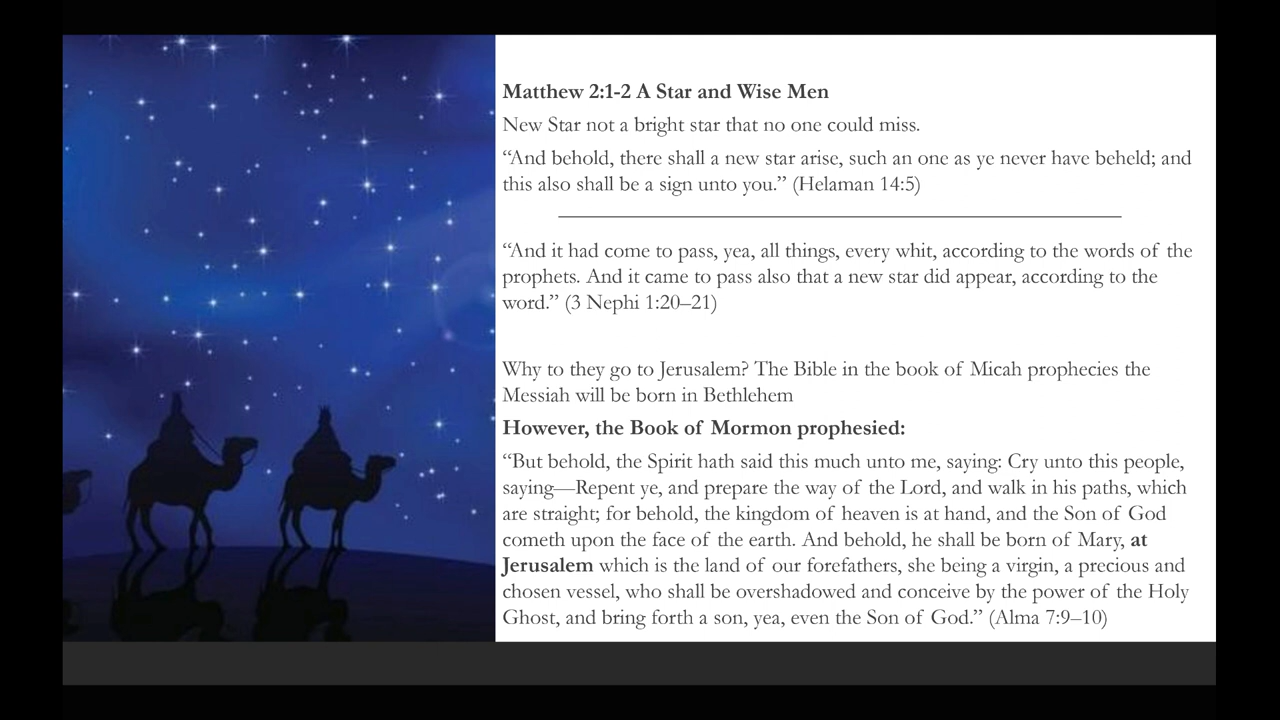 Matthew 2:1-2 A Star and Wise Men
New Star not a bright star that no one could miss.
“And behold, there shall a new star arise, such an one as ye never have beheld; and
this also shall be a sign unto you.” (Helaman 14:5)
“And it had come to pass, yea, all things, every whit, according to the words of the
prophets. And it came to pass also that a new star did appear, according to the
word.” (3 Nephi 1:20–21)
Why to they go to Jerusalem? The Bible in the book of Micah prophecies the
Messiah will be born in Bethlehem
However, the Book of Mormon prophesied:
“But behold, the Spirit hath said this much unto me, saying: Cry unto this people,
saying—Repent ye, and prepare the way of the Lord, and walk in his paths, which
are straight; for behold, the kingdom of heaven is at hand, and the Son of God
cometh upon the face of the earth. And behold, he shall be born of Mary, at
Jerusalem which is the land of our forefathers, she being a virgin, a precious and
chosen vessel, who shall be overshadowed and conceive by the power of the Holy
Ghost, and bring forth a son, yea, even the Son of God.” (Alma 7:9–10)